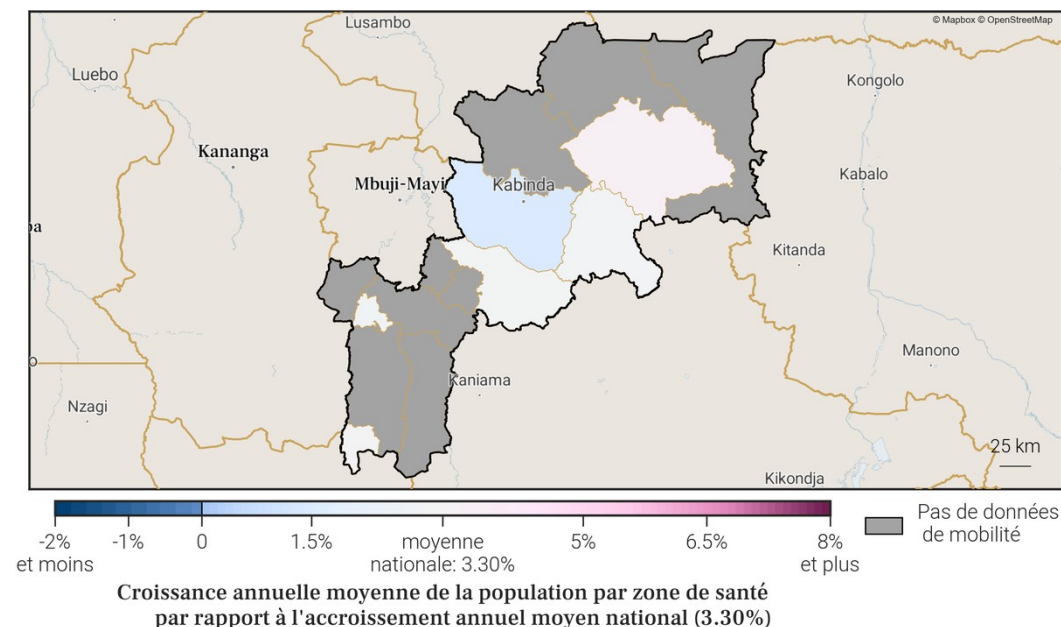 © Mapbox © OpenStreetMap
Lusambo
Luebo
Kongolo
Kananga
Mbuji-Mayi
Kabinda
Kabalo
Kitanda
Manono
Kaniama
Nzagi
25 km
Kikondja
-2%
et moins
-1%
0
1.5%
moyenne
nationale: 3.30%
5%
6.5%
8%
et plus
Pas de données
de mobilité
Croissance annuelle moyenne de la population par zone de santé
par rapport à l'accroissement annuel moyen national (3.30%)